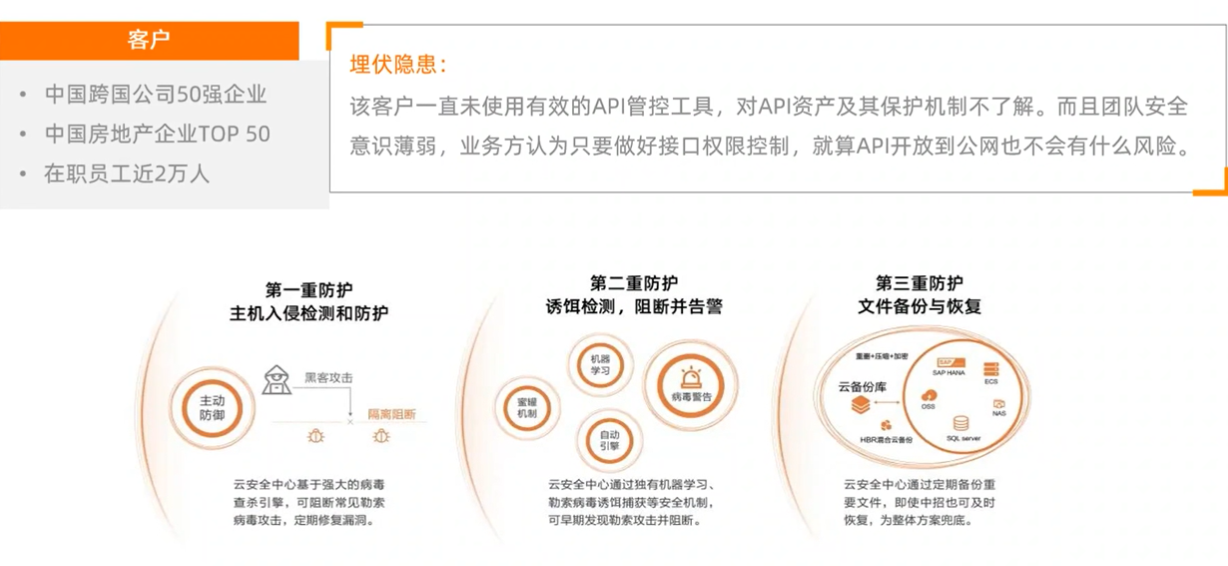 客户
• 中国跨国公司50强企业
• 中国房地产企业TOP 50
• 在职员工近2万人
埋伏隐患：
该客户一直未使用有效的API管控工具，对API资产及其保护机制不了解。而且团队安全
意识薄弱，业务方认为只要做好接口权限控制，就算API开放到公网也不会有什么风险。
第一重防护
主机入侵检测和防护
主动
防御
黑客攻击
隔离阻断
云安全中心基于强大的病毒
查杀引擎，可阻断常见勒索
病毒攻击，定期修复漏洞。
第二重防护
诱饵检测，阻断并告警
机器
学习
蜜罐
机制
病毒警告
自动
引擎
云安全中心通过独有机器学习、
勒索病毒诱饵捕获等安全机制，
可早期发现勒索攻击并阻断。
第三重防护
文件备份与恢复
重删+压缩+加密
云备份库
HBR混合云备份
SAP
SAP HANA
ECS
OSS
NAS
SQL server
云安全中心通过定期备份重
要文件，即使中招也可及时
恢复，为整体方案兜底。